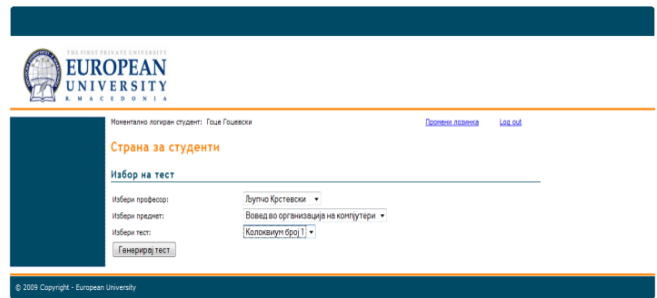 THE FIRST PRIVATE UNIVERSITY
EUROPEAN
UNIVERSITY
R. MACEDONIA
Моментално логиран студент: Гоце Гоцевски
Промени лозинка Log out
Страна за студенти
Избор на тест
Избери професор: Љупчо Крстевски
Избери предмет: Вовед во организација на компјутери
Избери тест: Колоквиум број 1
Генерирај тест
© 2009 Copyright - European University